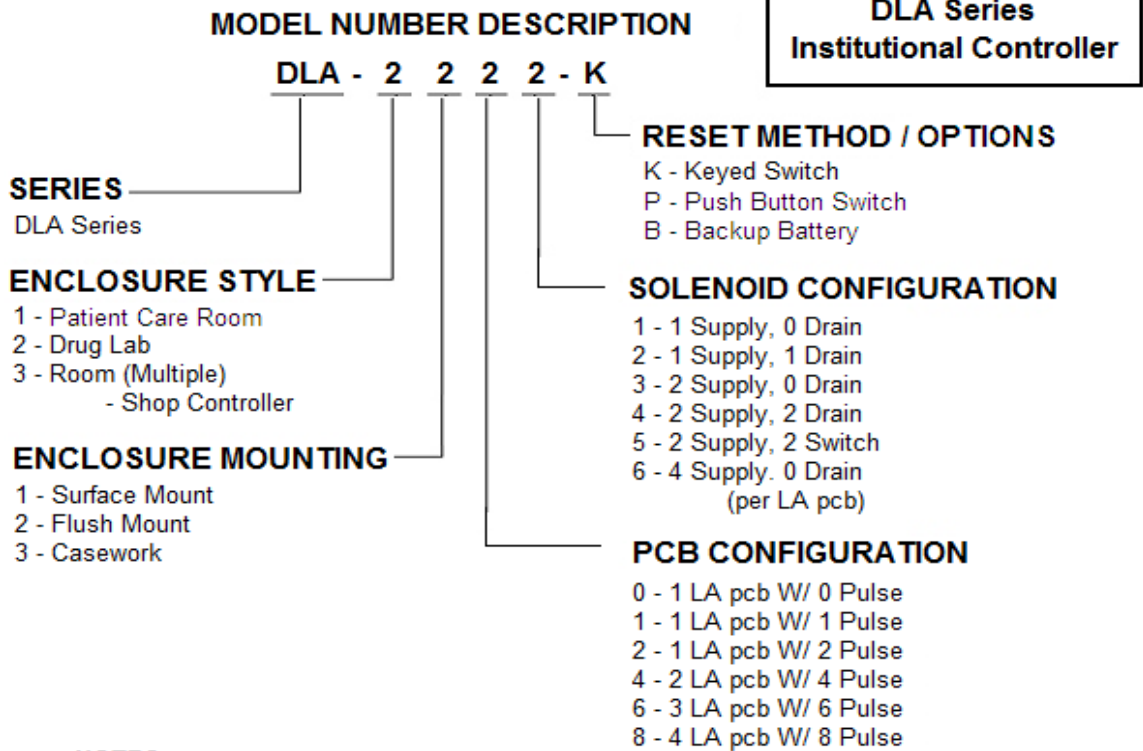 MODEL NUMBER DESCRIPTION
DLA Series
Institutional Controller
DLA - 2 2 2 2 - K
RESET METHOD / OPTIONS
K - Keyed Switch
P - Push Button Switch
B - Backup Battery
SERIES
DLA Series
ENCLOSURE STYLE
1 - Patient Care Room
2 - Drug Lab
3 - Room (Multiple)
- Shop Controller
SOLENOID CONFIGURATION
1 - 1 Supply, 0 Drain
2 - 1 Supply, 1 Drain
3 - 2 Supply, 0 Drain
4 - 2 Supply, 2 Drain
5 - 2 Supply, 2 Switch
6 - 4 Supply. 0 Drain
(per LA pcb)
ENCLOSURE MOUNTING
1 - Surface Mount
2 - Flush Mount
3 - Casework
PCB CONFIGURATION
0 - 1 LA pcb W/ 0 Pulse
1 - 1 LA pcb W/ 1 Pulse
2 - 1 LA pcb W/ 2 Pulse
4 - 2 LA pcb W/ 4 Pulse
6 - 3 LA pcb W/ 6 Pulse
8 - 4 LA pcb W/ 8 Pulse